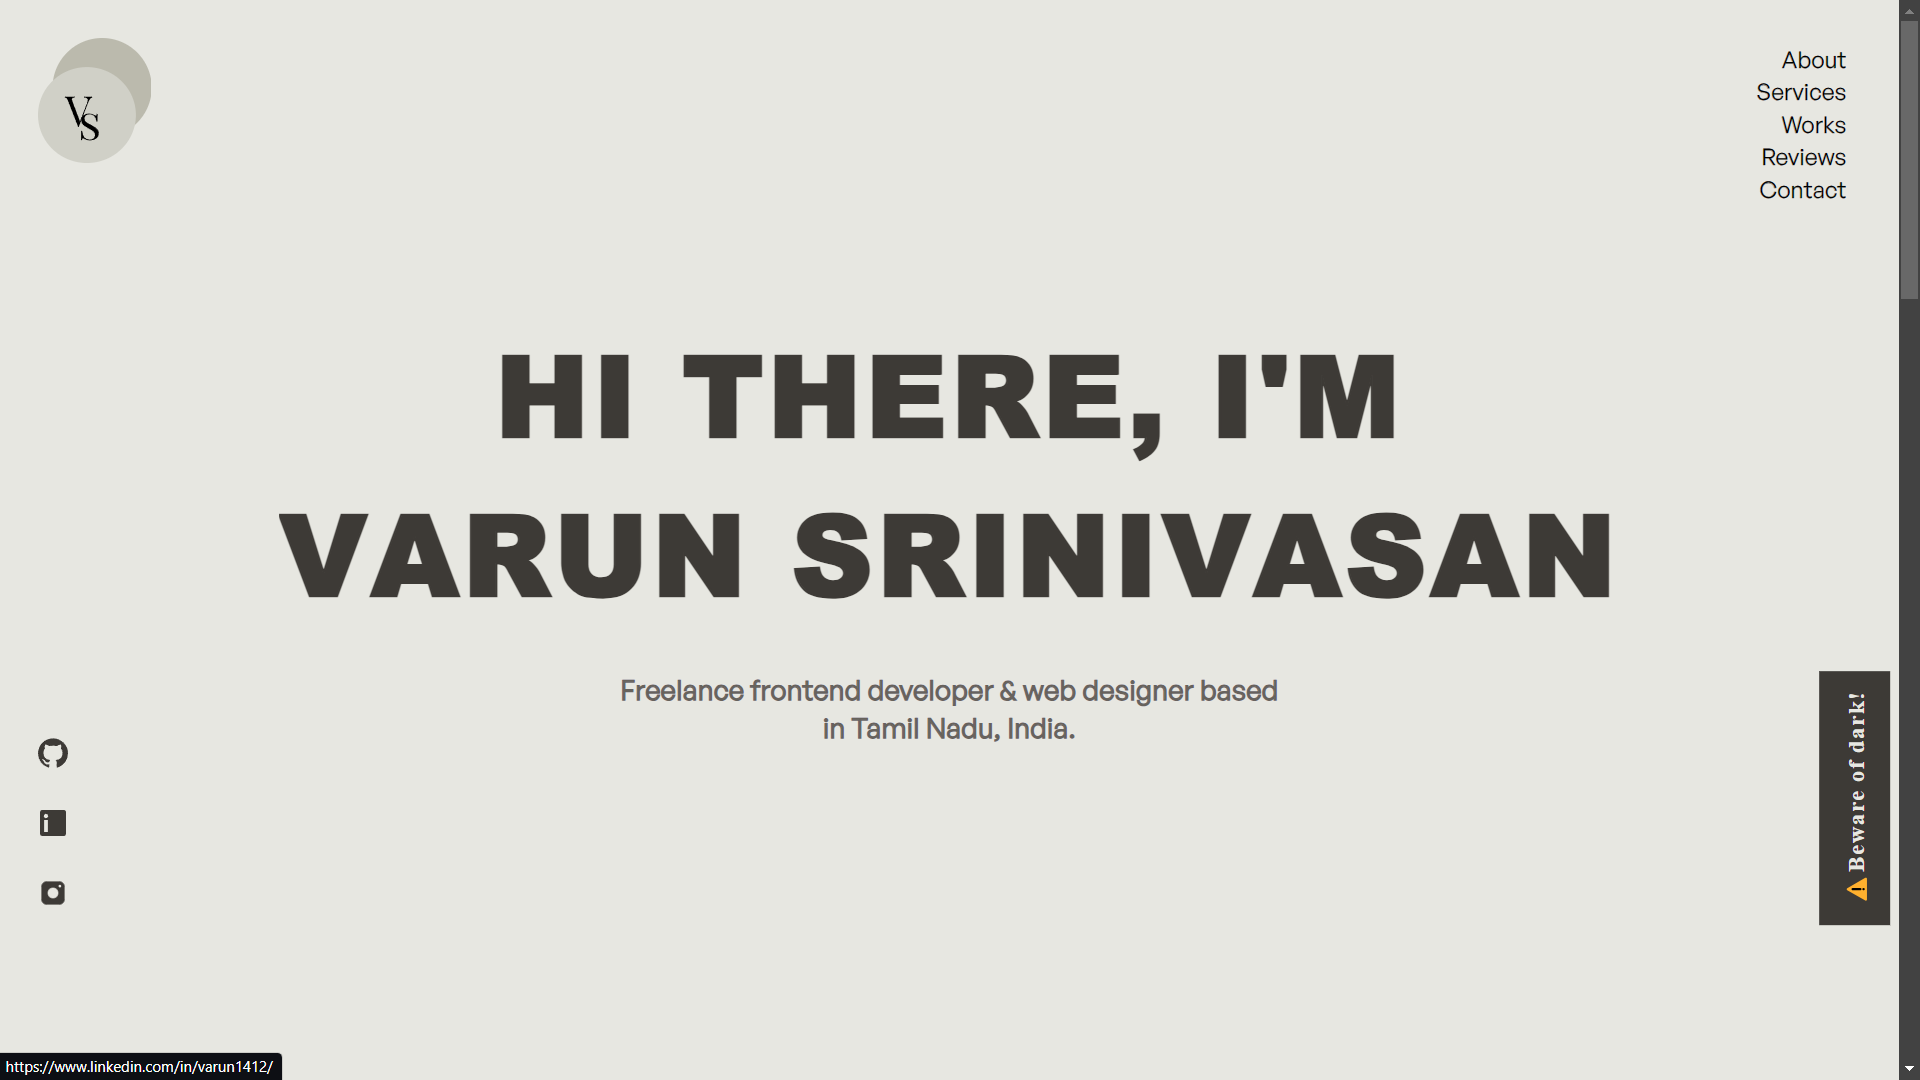 VS
About
Services
Works
Reviews
Contact
HI THERE, I'M
VARUN SRINIVASAN
Freelance frontend developer & web designer based
in Tamil Nadu, India.
⚠️ Beware of dark!
https://www.linkedin.com/in/varun1412/